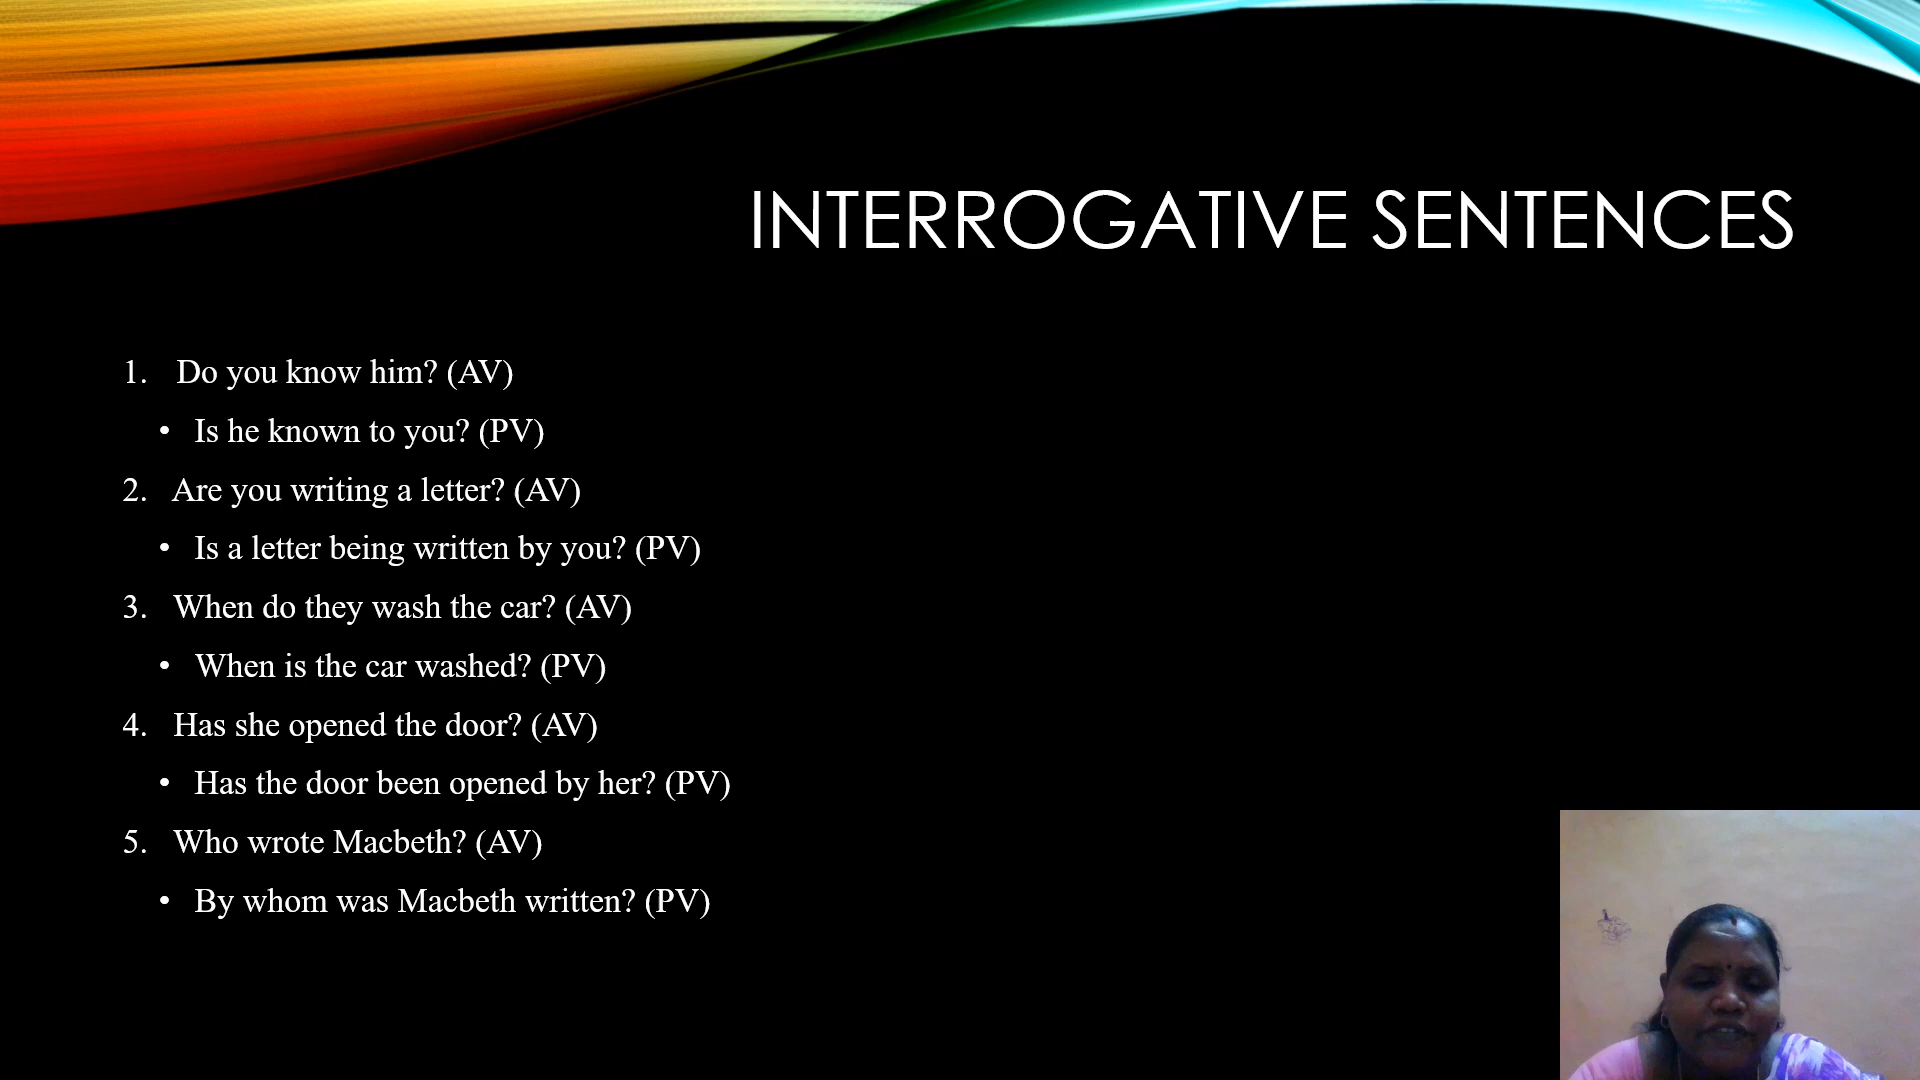 INTERROGATIVE SENTENCES
1. Do you know him? (AV)
• Is he known to you? (PV)
2. Are you writing a letter? (AV)
• Is a letter being written by you? (PV)
3. When do they wash the car? (AV)
• When is the car washed? (PV)
4. Has she opened the door? (AV)
• Has the door been opened by her? (PV)
5. Who wrote Macbeth? (AV)
• By whom was Macbeth written? (PV)